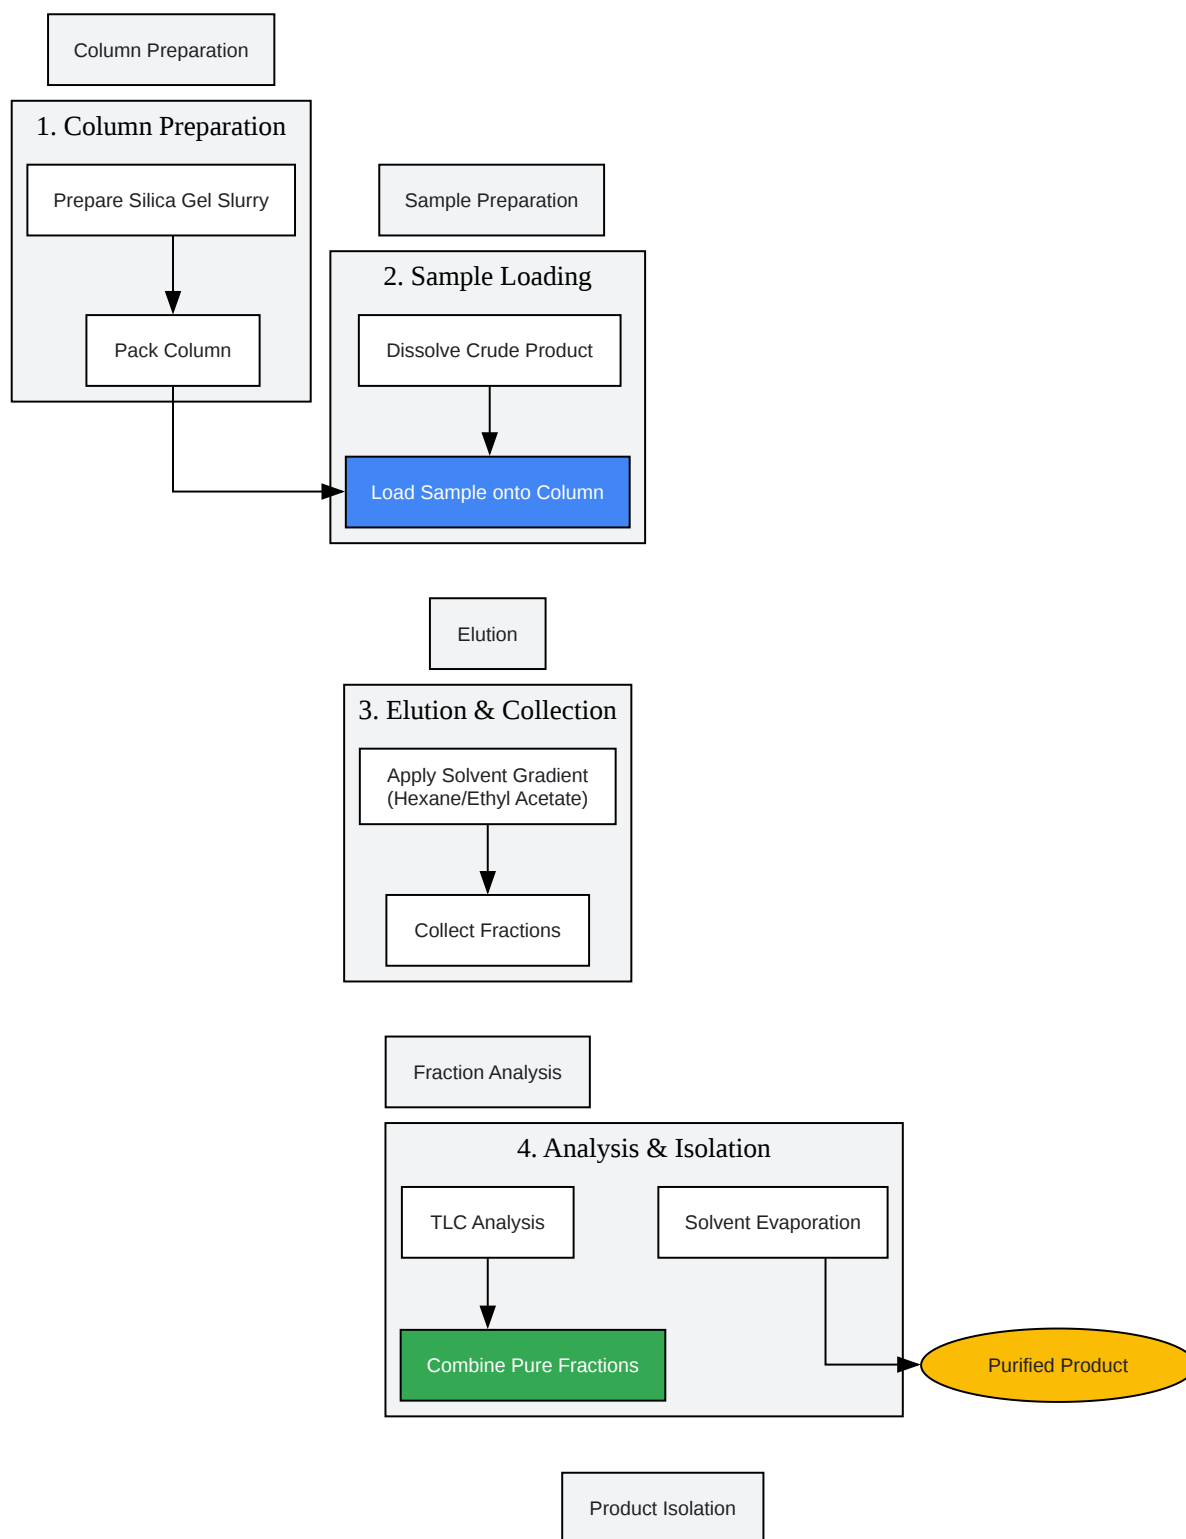 Column Preparation
1. Column Preparation
Prepare Silica Gel Slurry
Pack Column
Sample Preparation
2. Sample Loading
Dissolve Crude Product
Load Sample onto Column
Elution
3. Elution & Collection
Apply Solvent Gradient
(Hexane/Ethyl Acetate)
Collect Fractions
Fraction Analysis
4. Analysis & Isolation
TLC Analysis
Solvent Evaporation
Combine Pure Fractions
Purified Product
Product Isolation